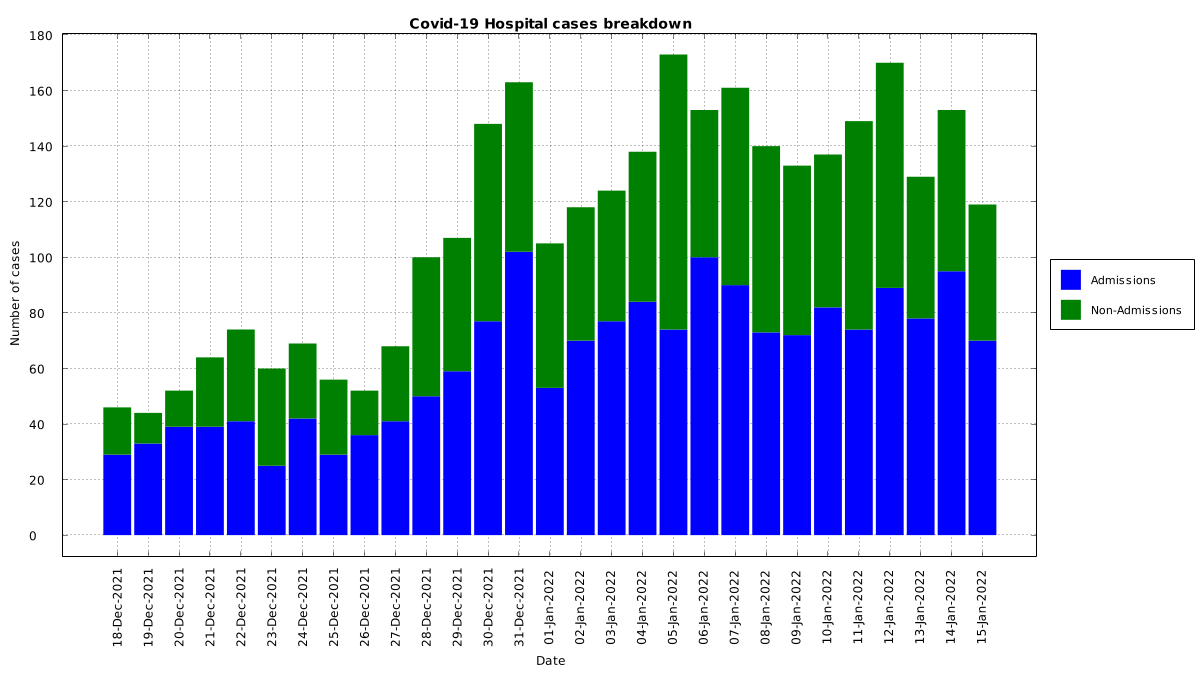 Covid-19 Hospital cases breakdown
180
160
140
120
100
80
60
40
20
0
Number of cases
18-Dec-2021
19-Dec-2021
20-Dec-2021
21-Dec-2021
22-Dec-2021
23-Dec-2021
24-Dec-2021
25-Dec-2021
26-Dec-2021
27-Dec-2021
28-Dec-2021
29-Dec-2021
30-Dec-2021
31-Dec-2021
01-Jan-2022
02-Jan-2022
03-Jan-2022
04-Jan-2022
05-Jan-2022
06-Jan-2022
07-Jan-2022
08-Jan-2022
09-Jan-2022
10-Jan-2022
11-Jan-2022
12-Jan-2022
13-Jan-2022
14-Jan-2022
15-Jan-2022
Date
Admissions
Non-Admissions